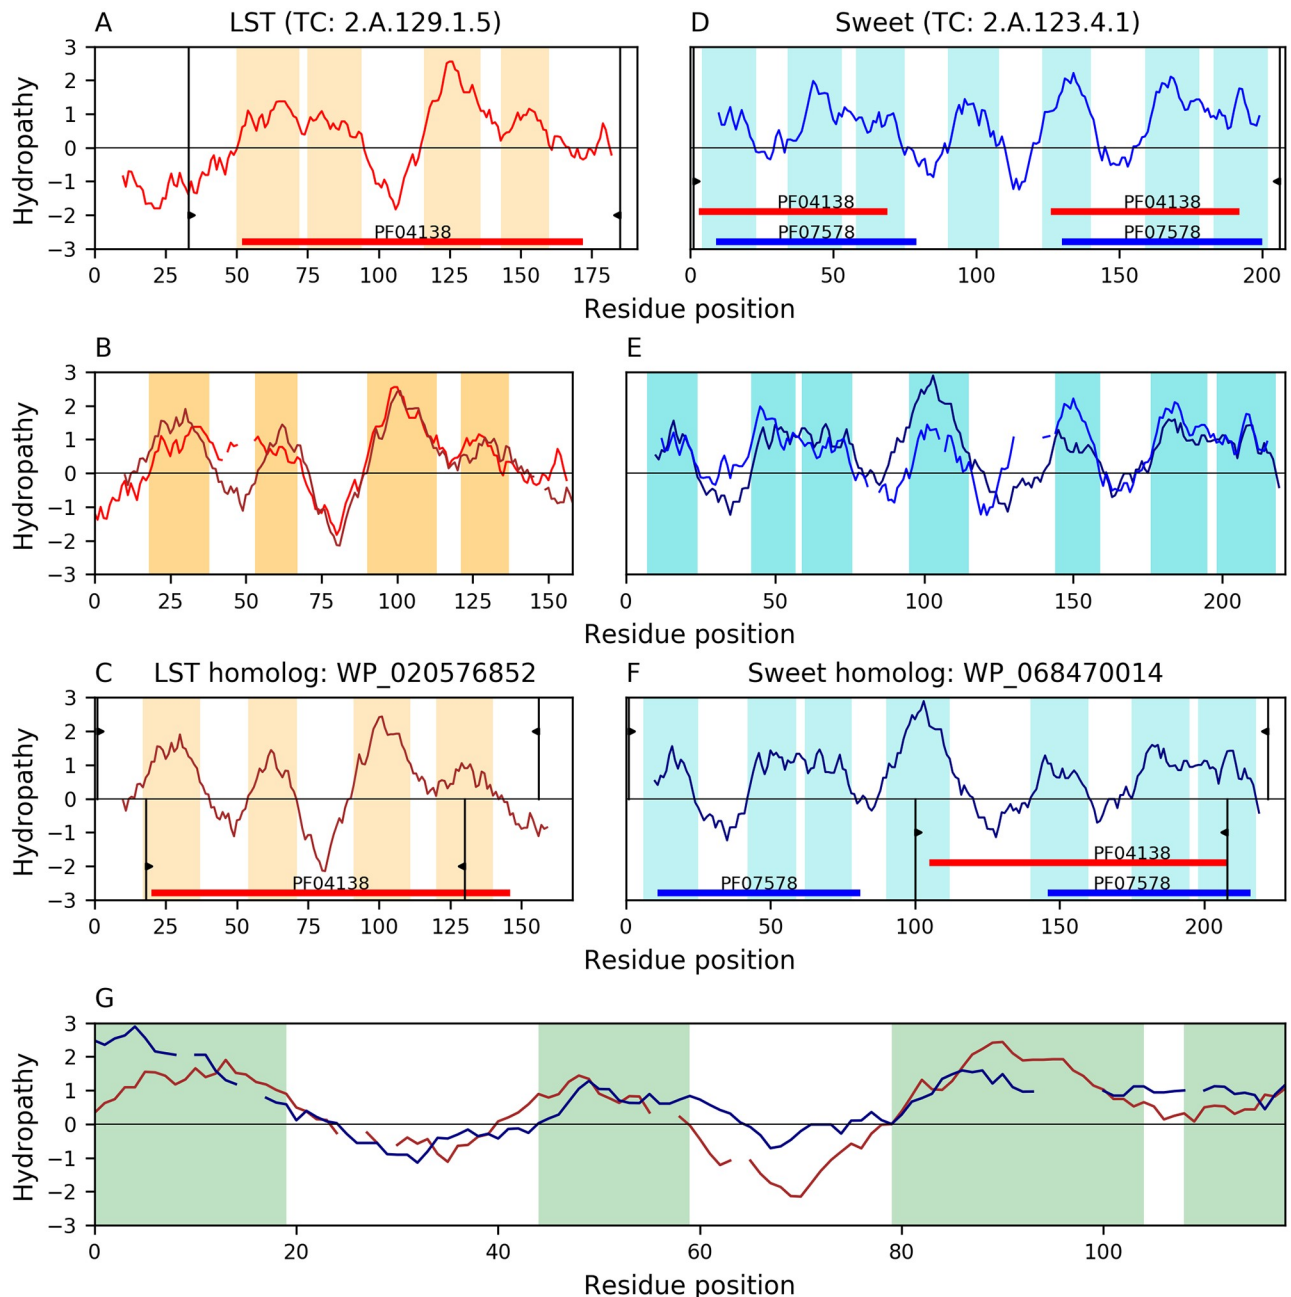 A
LST (TC: 2.A.129.1.5)
D
Sweet (TC: 2.A.123.4.1)
Hydropathy
3
2
1
0
−1
−2
−3
PF04138
0 25 50 75 100 125 150 175
PF04138
PF07578
PF04138
PF07578
0 50 100 150 200
Residue position
B
E
Hydropathy
3
2
1
0
−1
−2
−3
0 25 50 75 100 125 150
0 50 100 150 200
Residue position
C
LST homolog: WP_020576852
F
Sweet homolog: WP_068470014
Hydropathy
3
2
1
0
−1
−2
−3
PF04138
0 25 50 75 100 125 150
PF07578
PF04138
PF07578
0 50 100 150 200
Residue position
G
Hydropathy
3
2
1
0
−1
−2
−3
0 20 40 60 80 100
Residue position